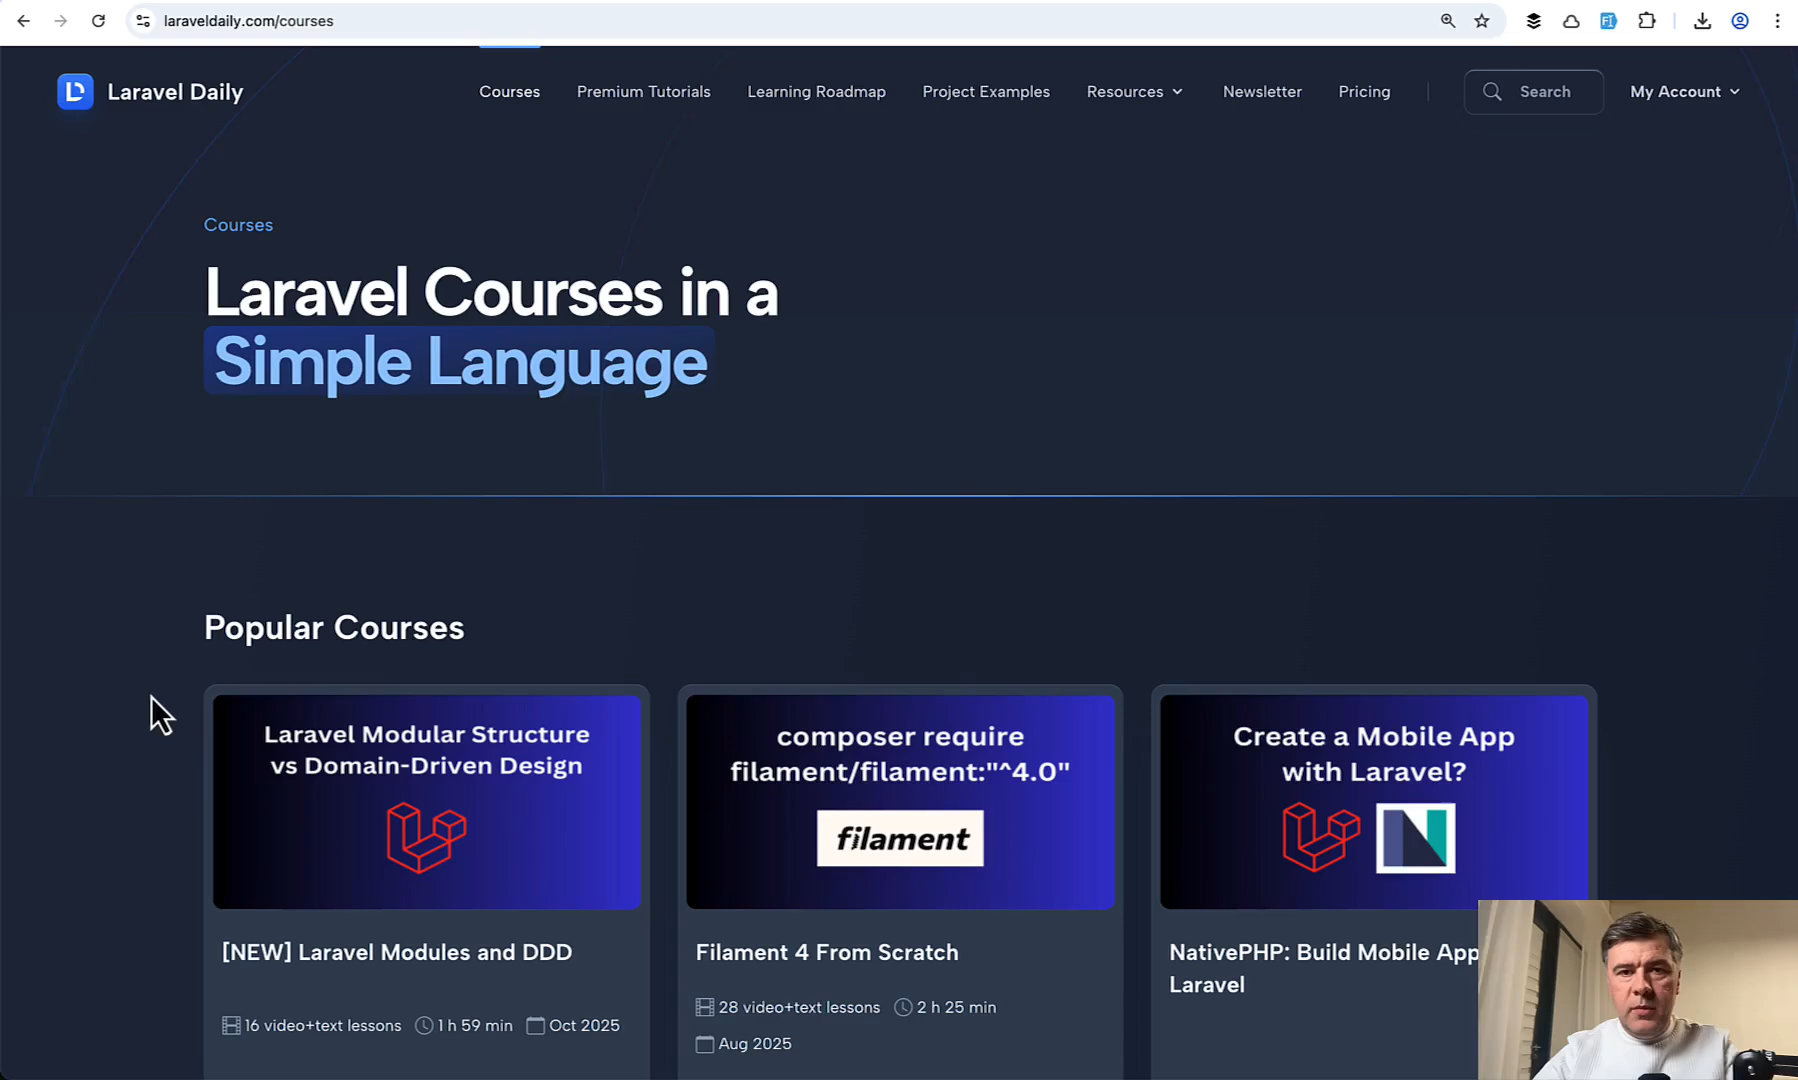 laraveldaily.com/courses
Laravel Daily
Courses
Premium Tutorials
Learning Roadmap
Project Examples
Resources
Newsletter
Pricing
Search
My Account
Courses
Laravel Courses in a
Simple Language
Popular Courses
Laravel Modular Structure
vs Domain-Driven Design
[NEW] Laravel Modules and DDD
16 video+text lessons
1 h 59 min
Oct 2025
composer require
filament/filament:"^4.0"
filament
Filament 4 From Scratch
28 video+text lessons
2 h 25 min
Aug 2025
Create a Mobile App
with Laravel?
NativePHP: Build Mobile App
Laravel